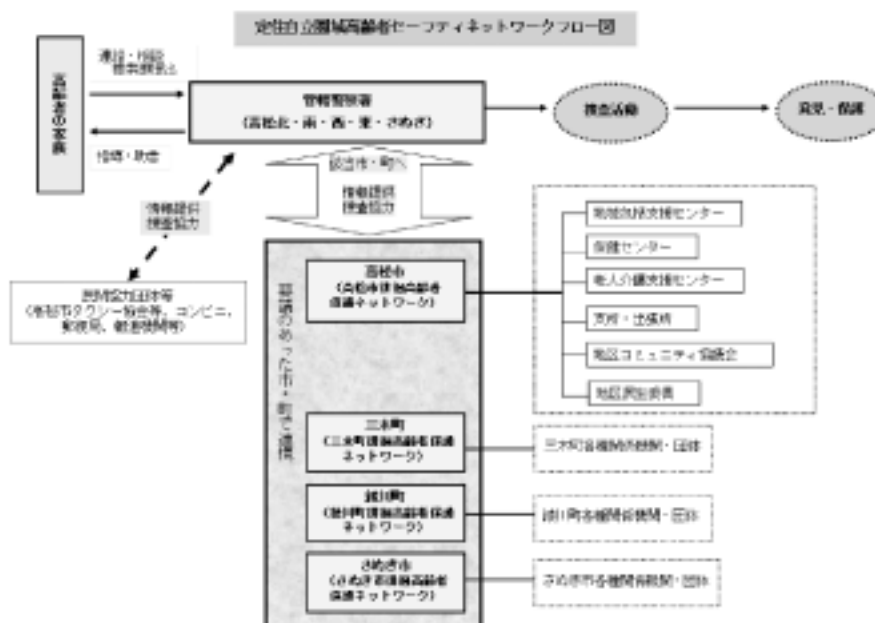 定住自立圏域高齢者セーフティネットワークフロー図
高齢者の家族
通報・相談
捜索願提出
指導・助言
管轄警察署
(高松北・南・西・東・さぬき)
捜査活動
発見・保護
該当市・町へ
情報提供
捜査協力
情報提供
捜査協力
民間協力団体等
(高松市タクシー協会等、コンビニ、
郵便局、報道機関等)
のあった市・町で連携
高松市
(高松市徘徊高齢者
保護ネットワーク)
地域包括支援センター
保健センター
老人介護支援センター
支所・出張所
地区コミュニティ協議会
地区民生委員
三木町
(三木町徘徊高齢者保護
ネットワーク)
三木町各種関係機関・団体
綾川町
(綾川町徘徊高齢者保護
ネットワーク)
綾川町各種関係機関・団体
さぬき市
(さぬき市徘徊高齢者
保護ネットワーク)
さぬき市各種関係機関・団体